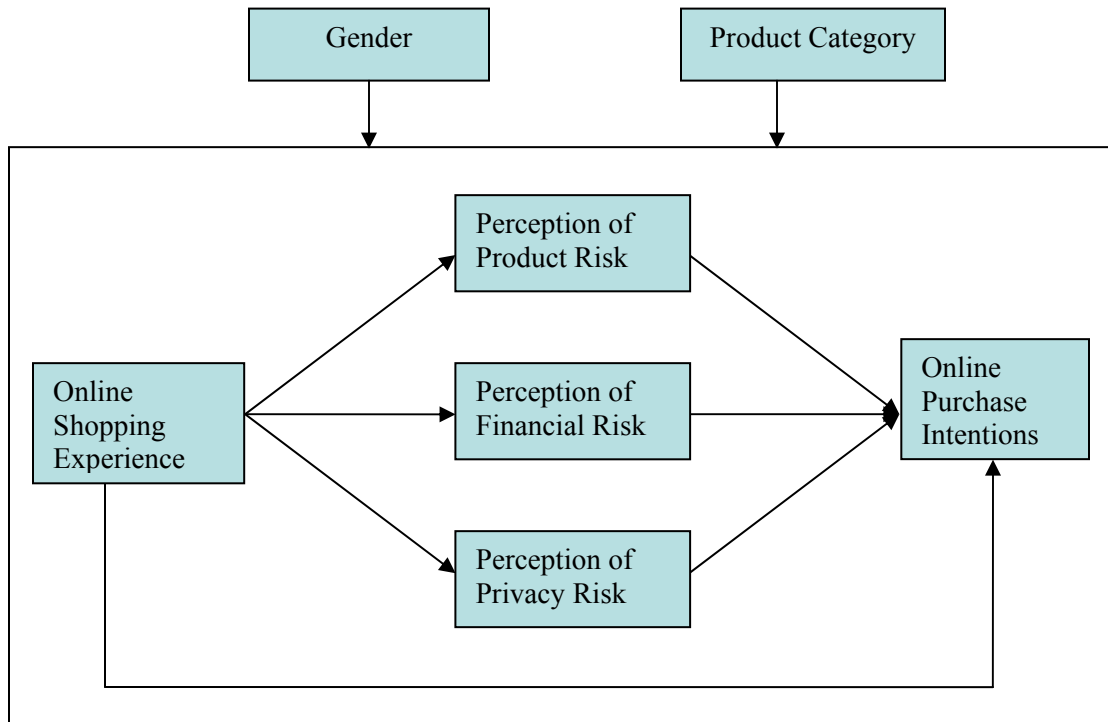 Gender
Product Category
Perception of
Product Risk
Online
Shopping
Experience
Perception of
Financial Risk
Online
Purchase
Intentions
Perception of
Privacy Risk